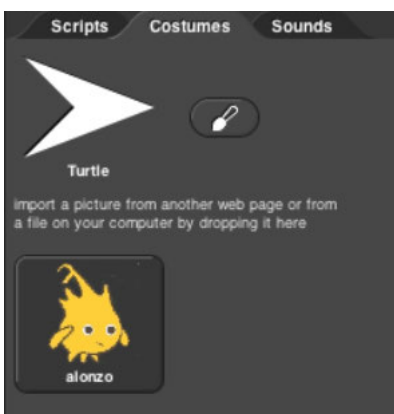 Scripts Costumes Sounds
Turtle
import a picture from another web page or from
a file on your computer by dropping it here
alonzo